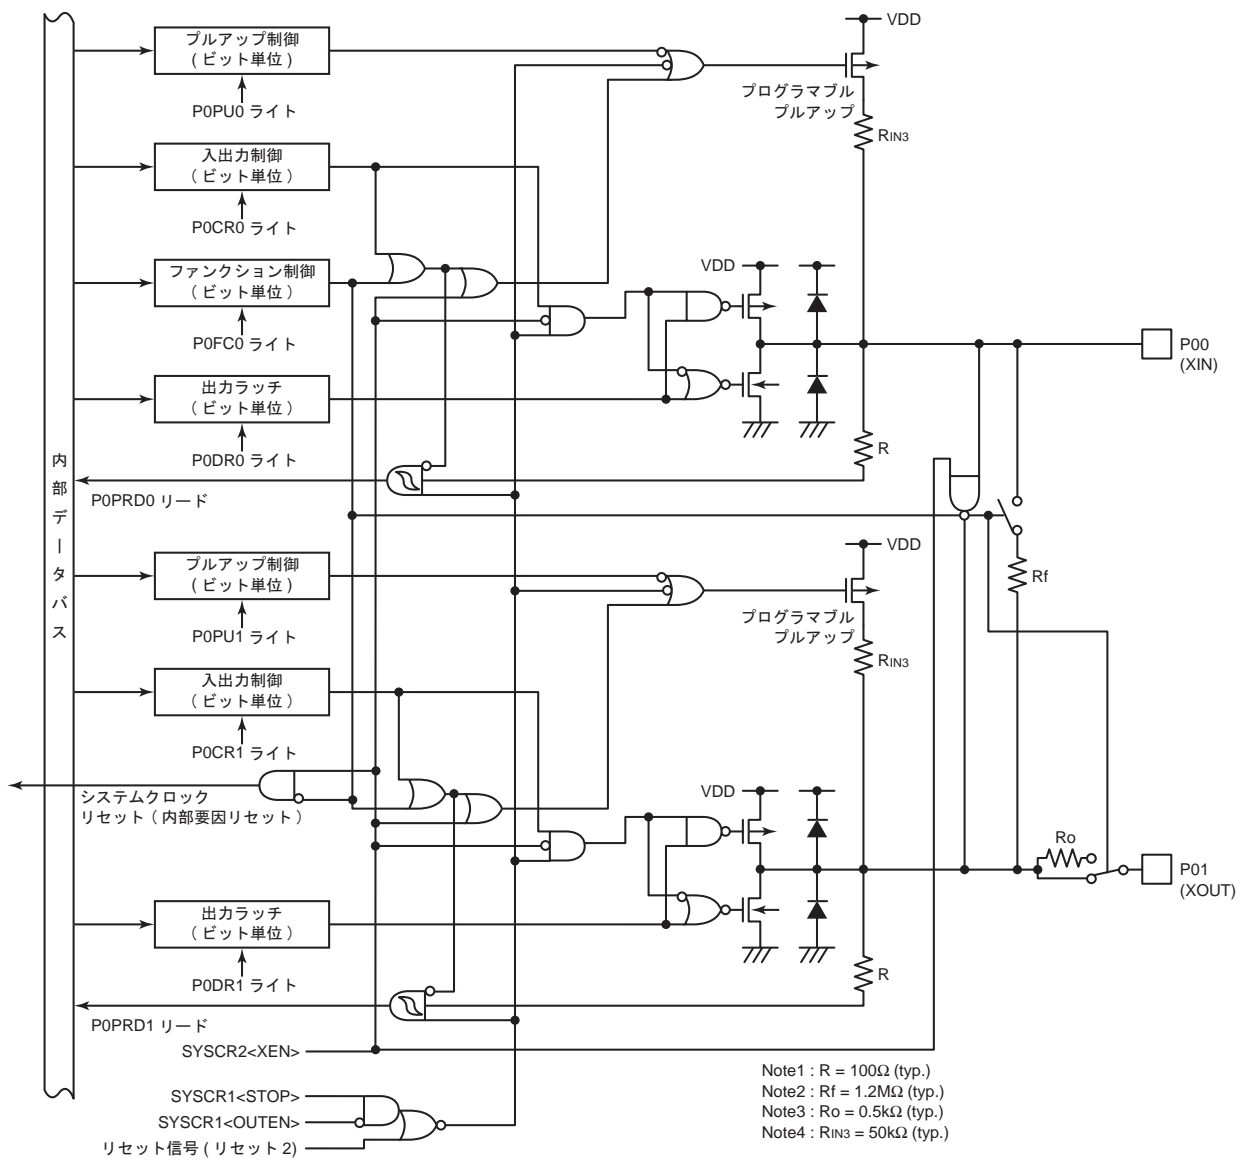 VDD
プルアップ制御
( ビット単位 )
P0PU0 ライト
プログラマブル
プルアップ
RIN3
入出力制御
( ビット単位 )
P0CR0 ライト
ファンクション制御
( ビット単位 )
P0FC0 ライト
VDD
P00
(XIN)
出力ラッチ
( ビット単位 )
P0DR0 ライト
R
P0PRD0 リード
内部データバス
VDD
プルアップ制御
( ビット単位 )
P0PU1 ライト
Rf
プログラマブル
プルアップ
RIN3
入出力制御
( ビット単位 )
P0CR1 ライト
システムクロック
リセット ( 内部要因リセット )
VDD
Ro
P01
(XOUT)
出力ラッチ
( ビット単位 )
P0DR1 ライト
R
P0PRD1 リード
SYSCR2<XEN>
SYSCR1<STOP>
SYSCR1<OUTEN>
リセット信号 ( リセット 2)
Note1 : R = 100Ω (typ.)
Note2 : Rf = 1.2MΩ (typ.)
Note3 : Ro = 0.5kΩ (typ.)
Note4 : RIN3 = 50kΩ (typ.)